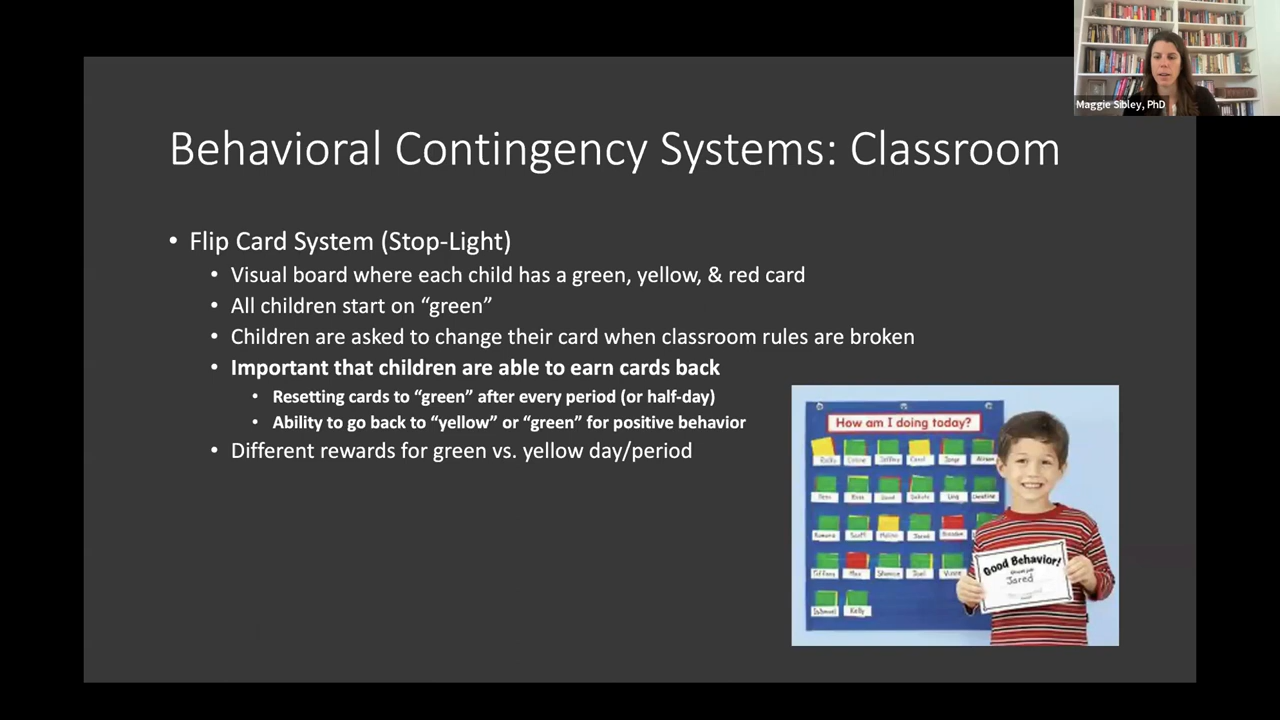 Maggie Sibley, PhD
Behavioral Contingency Systems: Classroom
• Flip Card System (Stop-Light)
• Visual board where each child has a green, yellow, & red card
• All children start on “green”
• Children are asked to change their card when classroom rules are broken
• Important that children are able to earn cards back
• Resetting cards to “green” after every period (or half-day)
• Ability to go back to “yellow” or “green” for positive behavior
• Different rewards for green vs. yellow day/period
How am I doing today?
Good Behavior!
Jared
Kelly